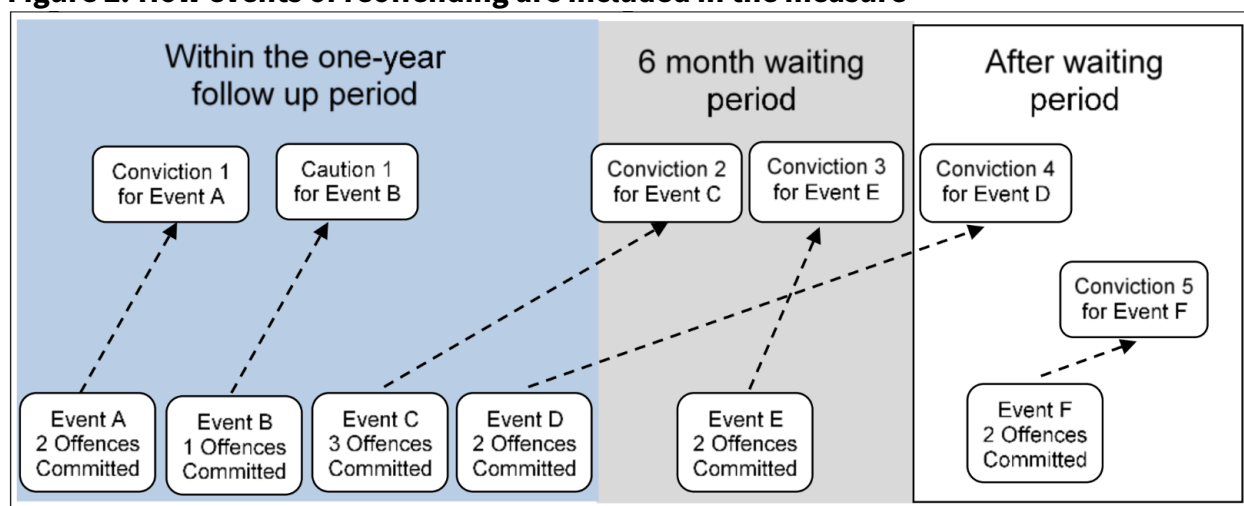 Figure 2: How events of reoffending are included in the measure
Within the one-year
follow up period
6 month waiting
period
After waiting
period
Conviction 1
for Event A
Caution 1
for Event B
Conviction 2
for Event C
Conviction 3
for Event E
Conviction 4
for Event D
Conviction 5
for Event F
Event A
2 Offences
Committed
Event B
1 Offences
Committed
Event C
3 Offences
Committed
Event D
2 Offences
Committed
Event E
2 Offences
Committed
Event F
2 Offences
Committed